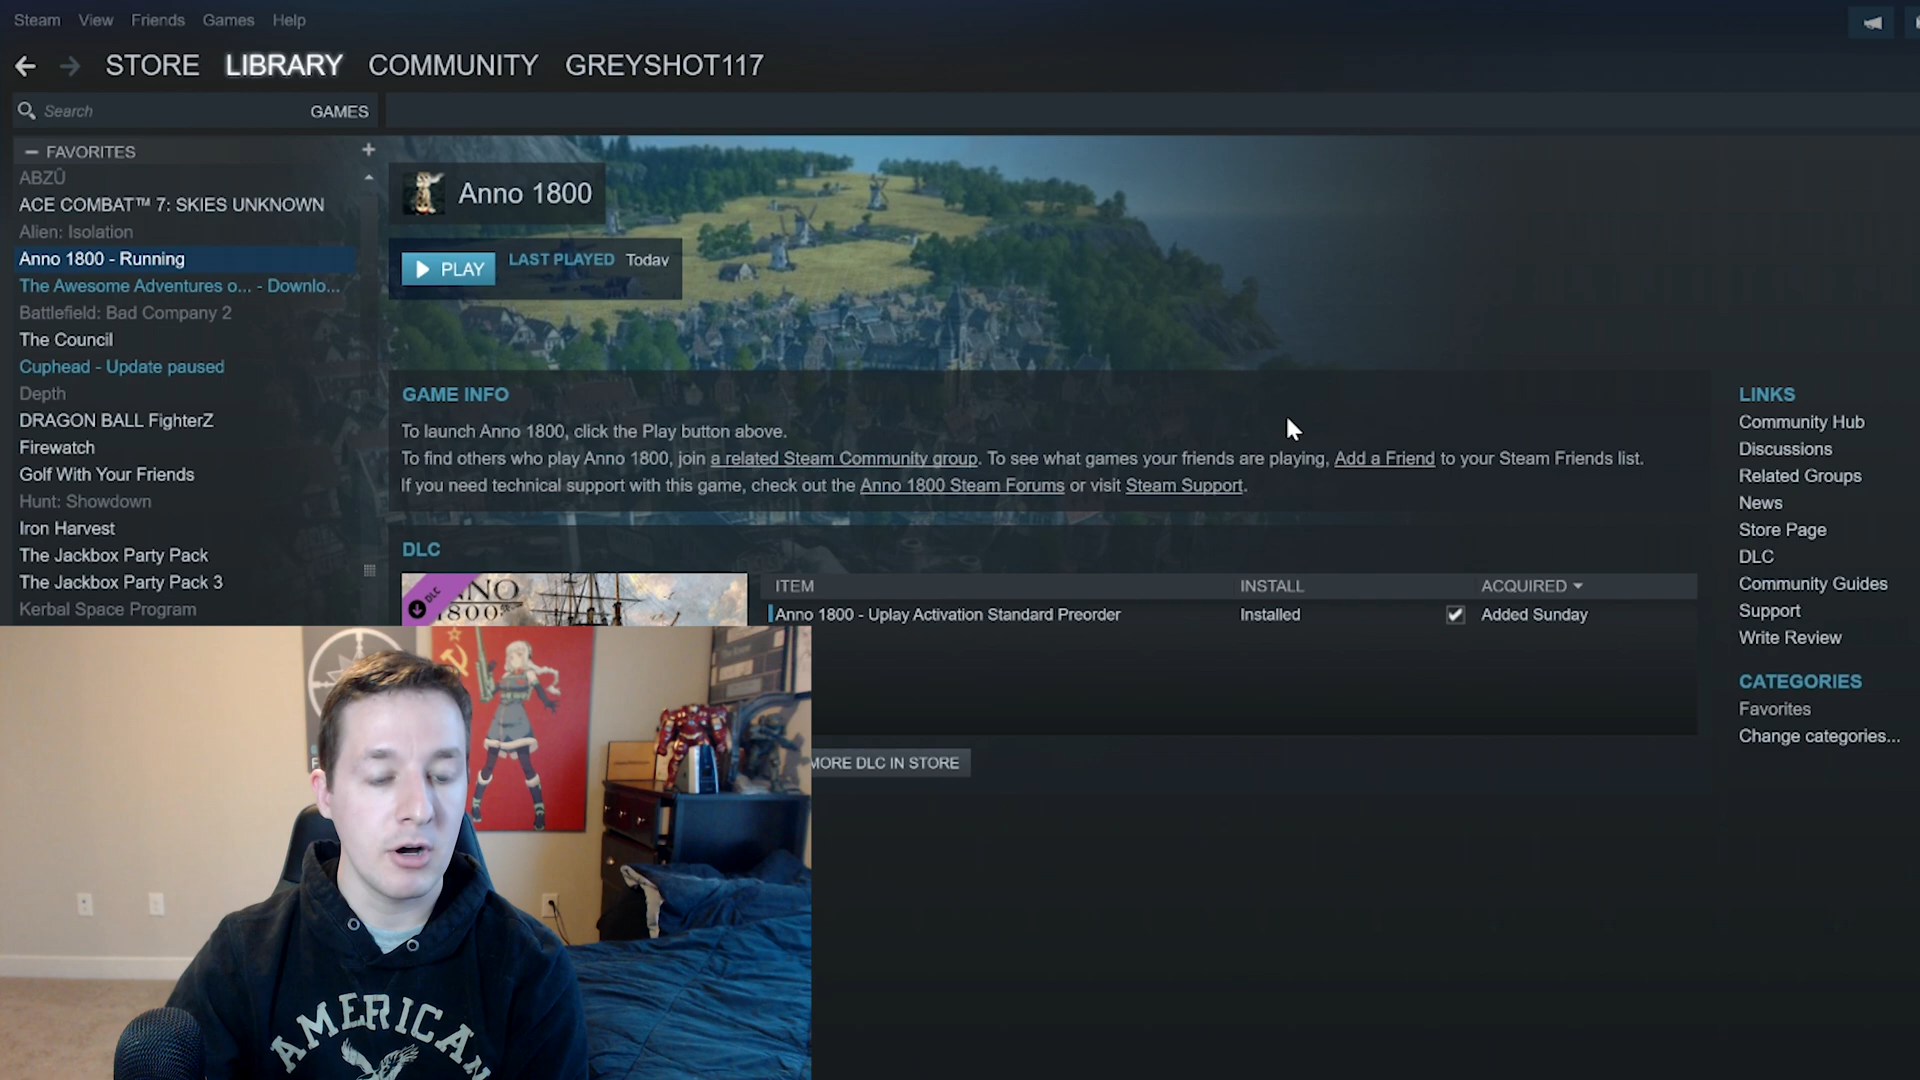 Steam View Friends Games Help
STORE LIBRARY COMMUNITY GREYSHOT117
Search GAMES
— FAVORITES +
ABZÛ
ACE COMBAT™ 7: SKIES UNKNOWN
Alien: Isolation
Anno 1800 - Running
The Awesome Adventures o... - Downlo...
Battlefield: Bad Company 2
The Council
Cuphead - Update paused
Depth
DRAGON BALL FighterZ
Firewatch
Golf With Your Friends
Hunt: Showdown
Iron Harvest
The Jackbox Party Pack
The Jackbox Party Pack 3
Kerbal Space Program
Anno 1800
PLAY LAST PLAYED Today
GAME INFO
To launch Anno 1800, click the Play button above.
To find others who play Anno 1800, join a related Steam Community group. To see what games your friends are playing, Add a Friend to your Steam Friends list.
If you need technical support with this game, check out the Anno 1800 Steam Forums or visit Steam Support.
DLC
DLC
1800
ITEM INSTALL ACQUIRED
Anno 1800 - Uplay Activation Standard Preorder Installed Added Sunday
MORE DLC IN STORE
LINKS
Community Hub
Discussions
Related Groups
News
Store Page
DLC
Community Guides
Support
Write Review
CATEGORIES
Favorites
Change categories...
AMERICAN